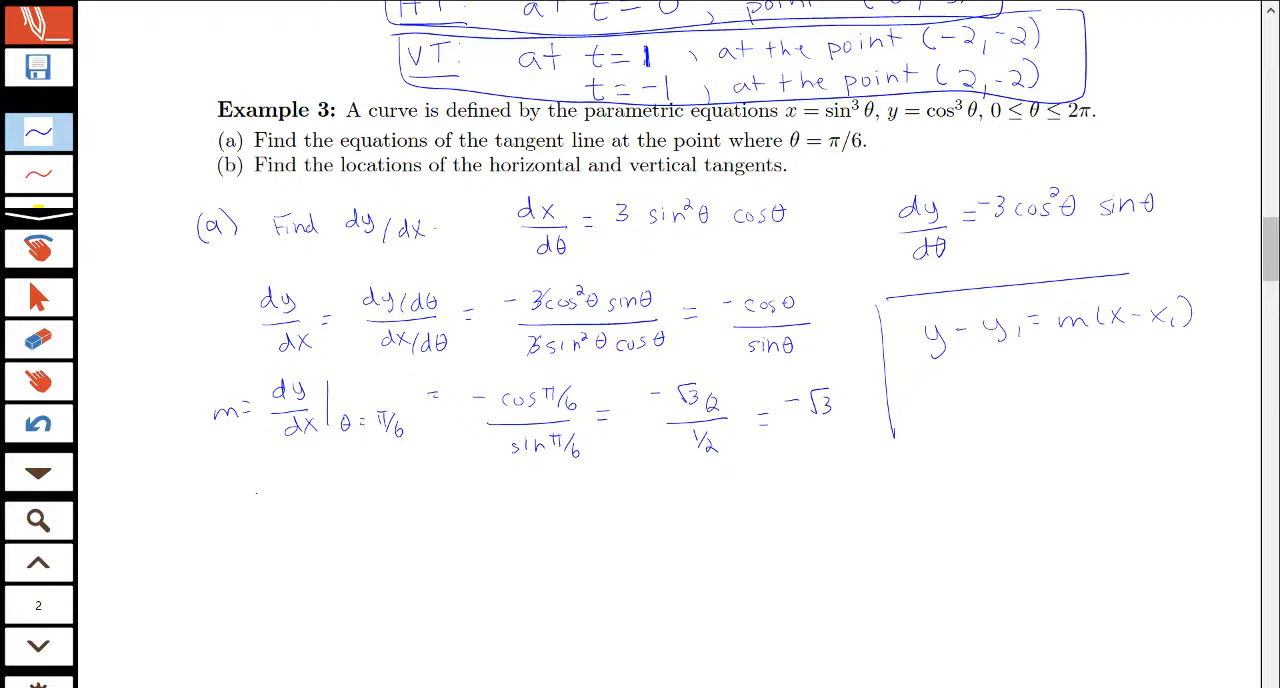 at t = 0, point
VT: at t = 1, at the point (-2, -2)
t = -1, at the point (2, -2)
Example 3: A curve is defined by the parametric equations x = sin³ θ, y = cos³ θ, 0 ≤ θ ≤ 2π.
(a) Find the equations of the tangent line at the point where θ = π/6.
(b) Find the locations of the horizontal and vertical tangents.
(a) Find dy/dx. dx/dθ = 3 sin²θ cosθ dy/dθ = -3 cos²θ sinθ
dy/dx = (dy/dθ)/(dx/dθ) = (-3cos²θ sinθ)/(3sin²θ cosθ) = -cosθ/sinθ
y - y₁ = m(x - x₁)
m = dy/dx |θ = π/6 = (-cos π/6)/(sin π/6) = (-√3/2)/(1/2) = -√3
2